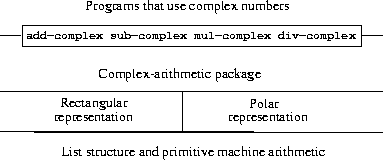 Programs that use complex numbers
add-complex sub-complex mul-complex div-complex
Complex-arithmetic package
Rectangular representation
Polar representation
List structure and primitive machine arithmetic